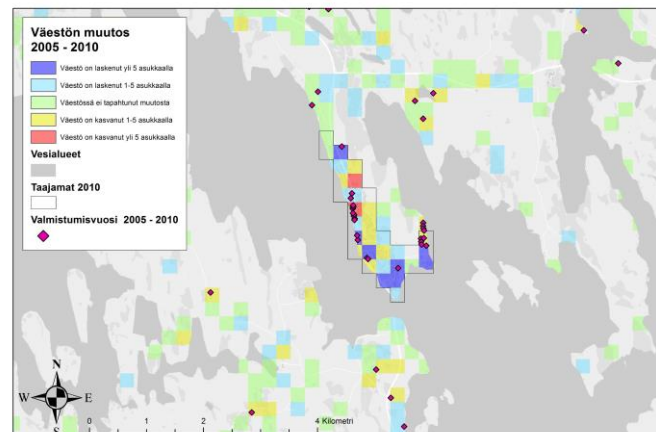 Väestön muutos
2005 - 2010
Väestö on laskenut yli 5 asukkaalla
Väestö on laskenut 1-5 asukkaalla
Väestössä ei tapahtunut muutosta
Väestö on kasvanut 1-5 asukkaalla
Väestö on kasvanut yli 5 asukkaalla
Vesialueet
Taajamat 2010
Valmistumisvuosi 2005 - 2010
N
W E
S
0 1 2 4 Kilometri